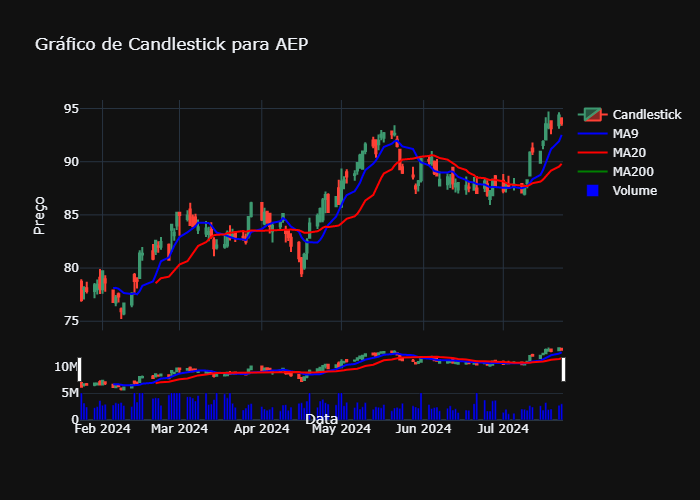 Gráfico de Candlestick para AEP
95
90
85
80
75
Preço
Candlestick
MA9
MA20
MA200
Volume
10M
5M
0
Data
Feb 2024
Mar 2024
Apr 2024
May 2024
Jun 2024
Jul 2024